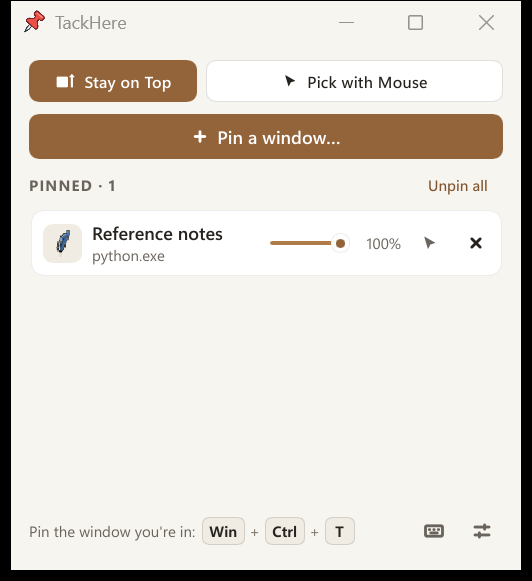 TackHere
Stay on Top
Pick with Mouse
+ Pin a window...
PINNED · 1
Unpin all
Reference notes
python.exe
100%
Pin the window you're in: Win + Ctrl + T